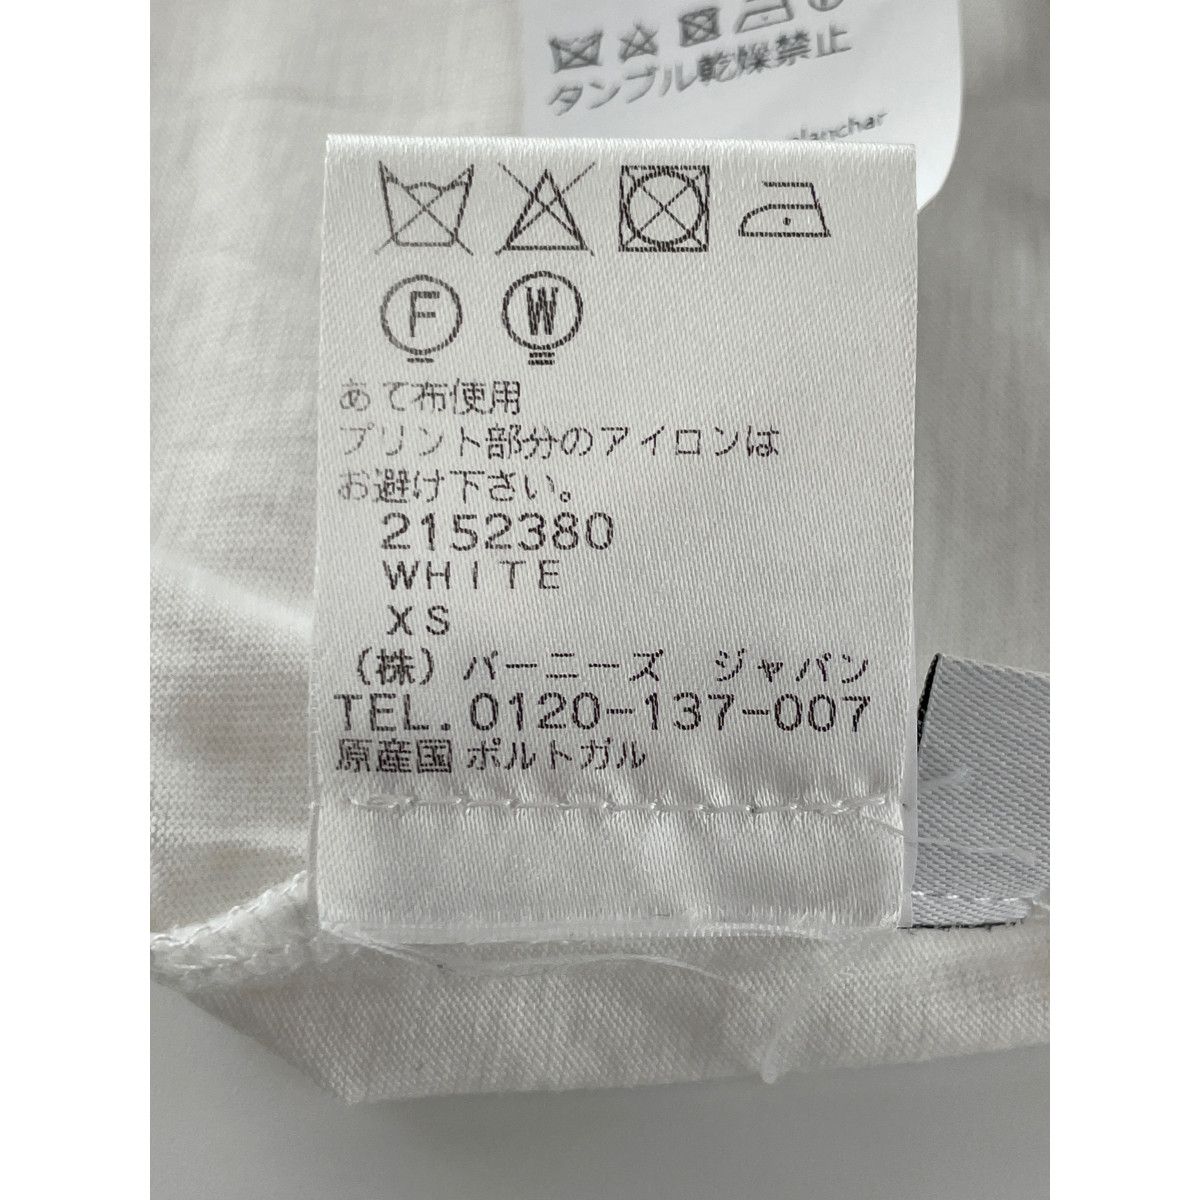 タンブル乾燥禁止
planchar
F W
あて布使用
プリント部分のアイロンは
お避け下さい。
2152380
WHITE
XS
(株) バーニーズ ジャパン
TEL. 0120-137-007
原産国 ポルトガル